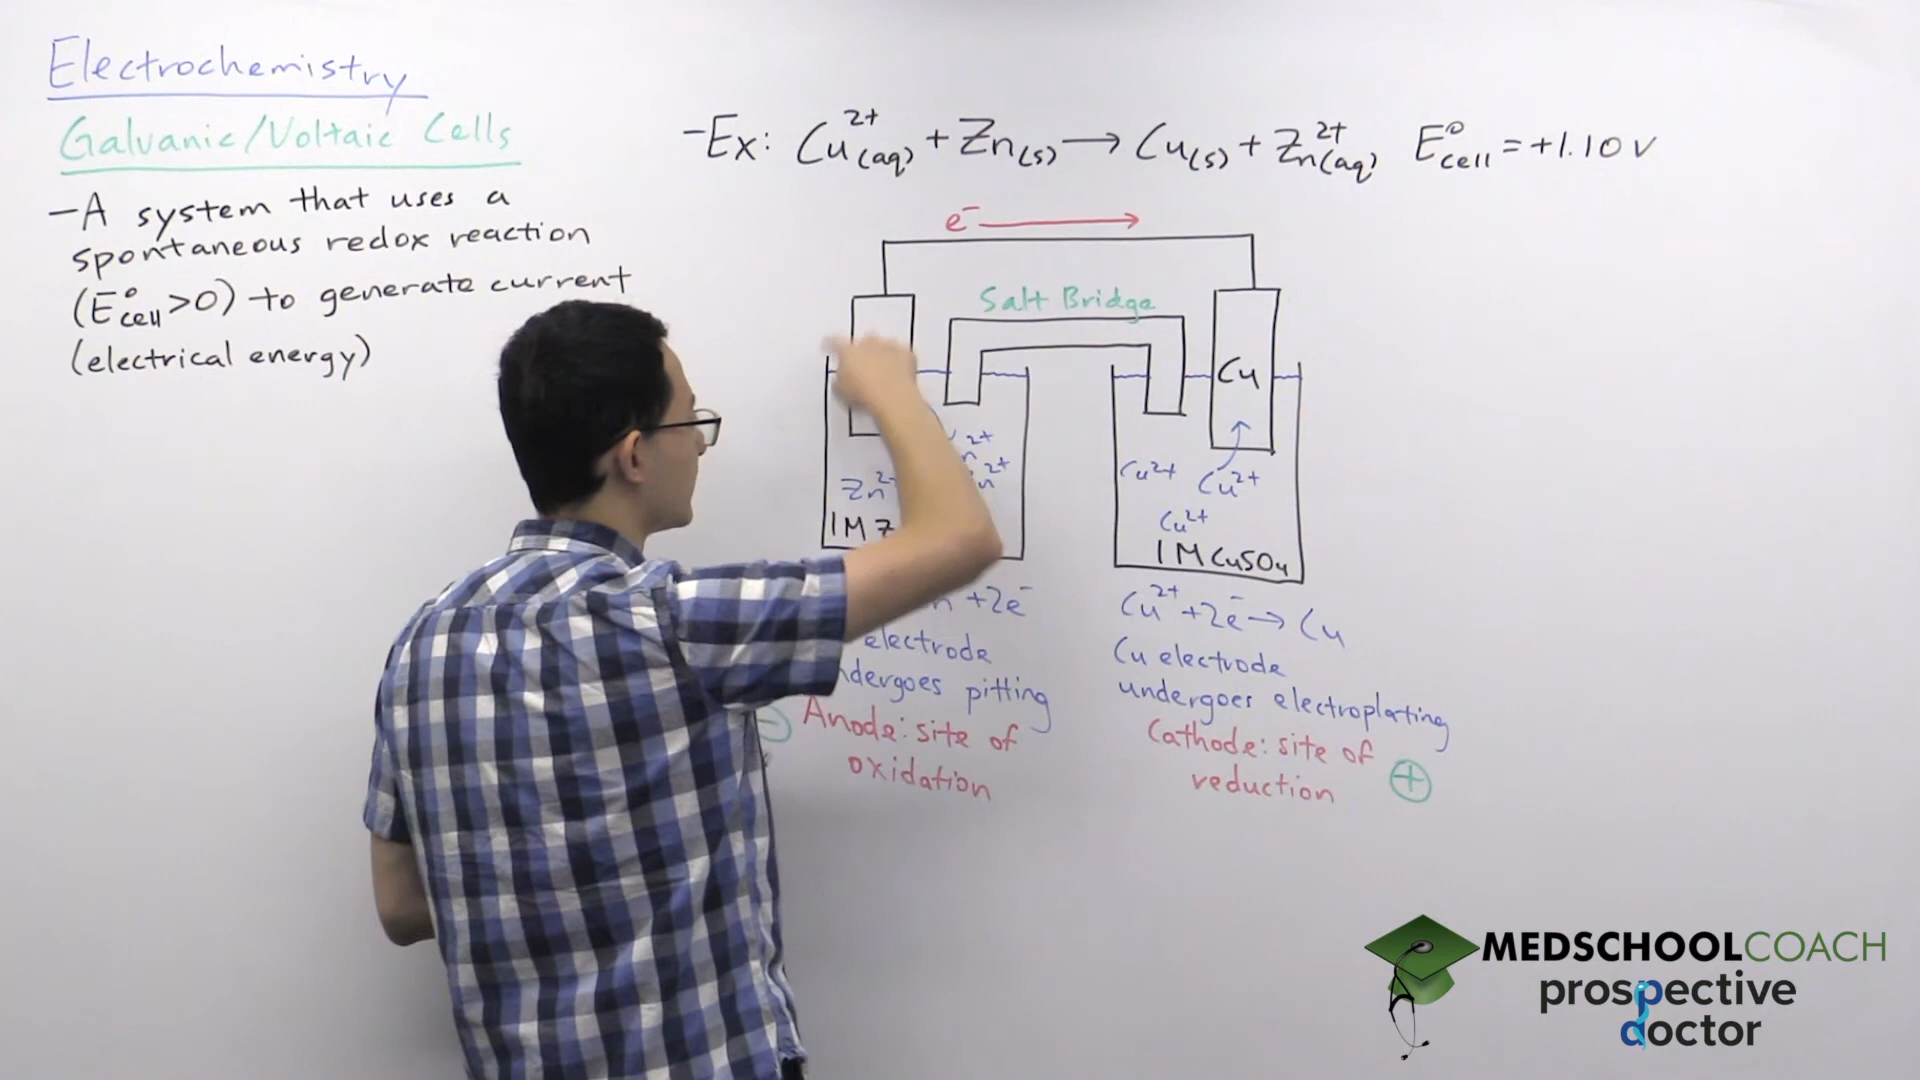 Electrochemistry
Galvanic/Voltaic Cells
- A system that uses a
spontaneous redox reaction
(E°cell>0) to generate current
(electrical energy)
-Ex: Cu²⁺(aq) + Zn(s) → Cu(s) + Zn²⁺(aq) E°cell = +1.10 V
e⁻ →
Salt Bridge
Cu
Zn²
1M
Cu²⁺ Cu²⁺
Cu²⁺
1M CuSO₄
+2e⁻
electrode
pitting
Anode: site of
oxidation
Cu²⁺ + 2e⁻ → Cu
Cu electrode
undergoes electroplating
Cathode: site of
reduction
+
−
MEDSCHOOLCOACH
prospective
doctor